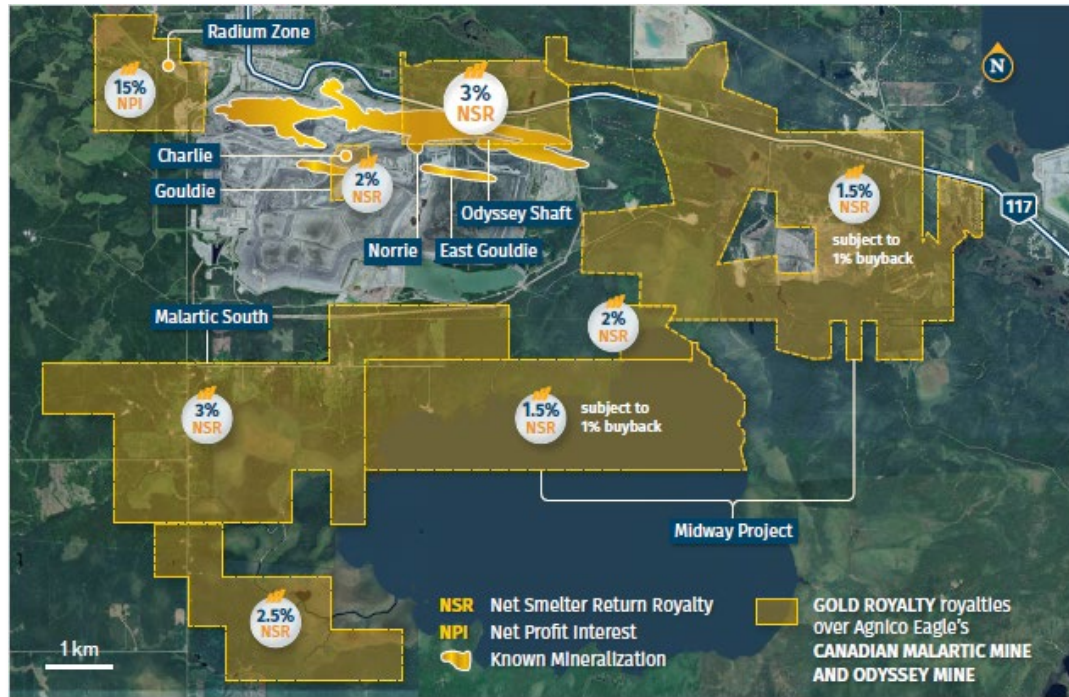 Radium Zone
15%
NPI
3%
NSR
N
Charlie
Gouldie
2%
NSR
Odyssey Shaft
Norrie
East Gouldie
1.5%
NSR
subject to
1% buyback
117
Malartic South
2%
NSR
3%
NSR
1.5%
NSR
subject to
1% buyback
Midway Project
2.5%
NSR
1 km
NSR Net Smelter Return Royalty
NPI Net Profit Interest
Known Mineralization
GOLD ROYALTY royalties
over Agnico Eagle's
CANADIAN MALARTIC MINE
AND ODYSSEY MINE